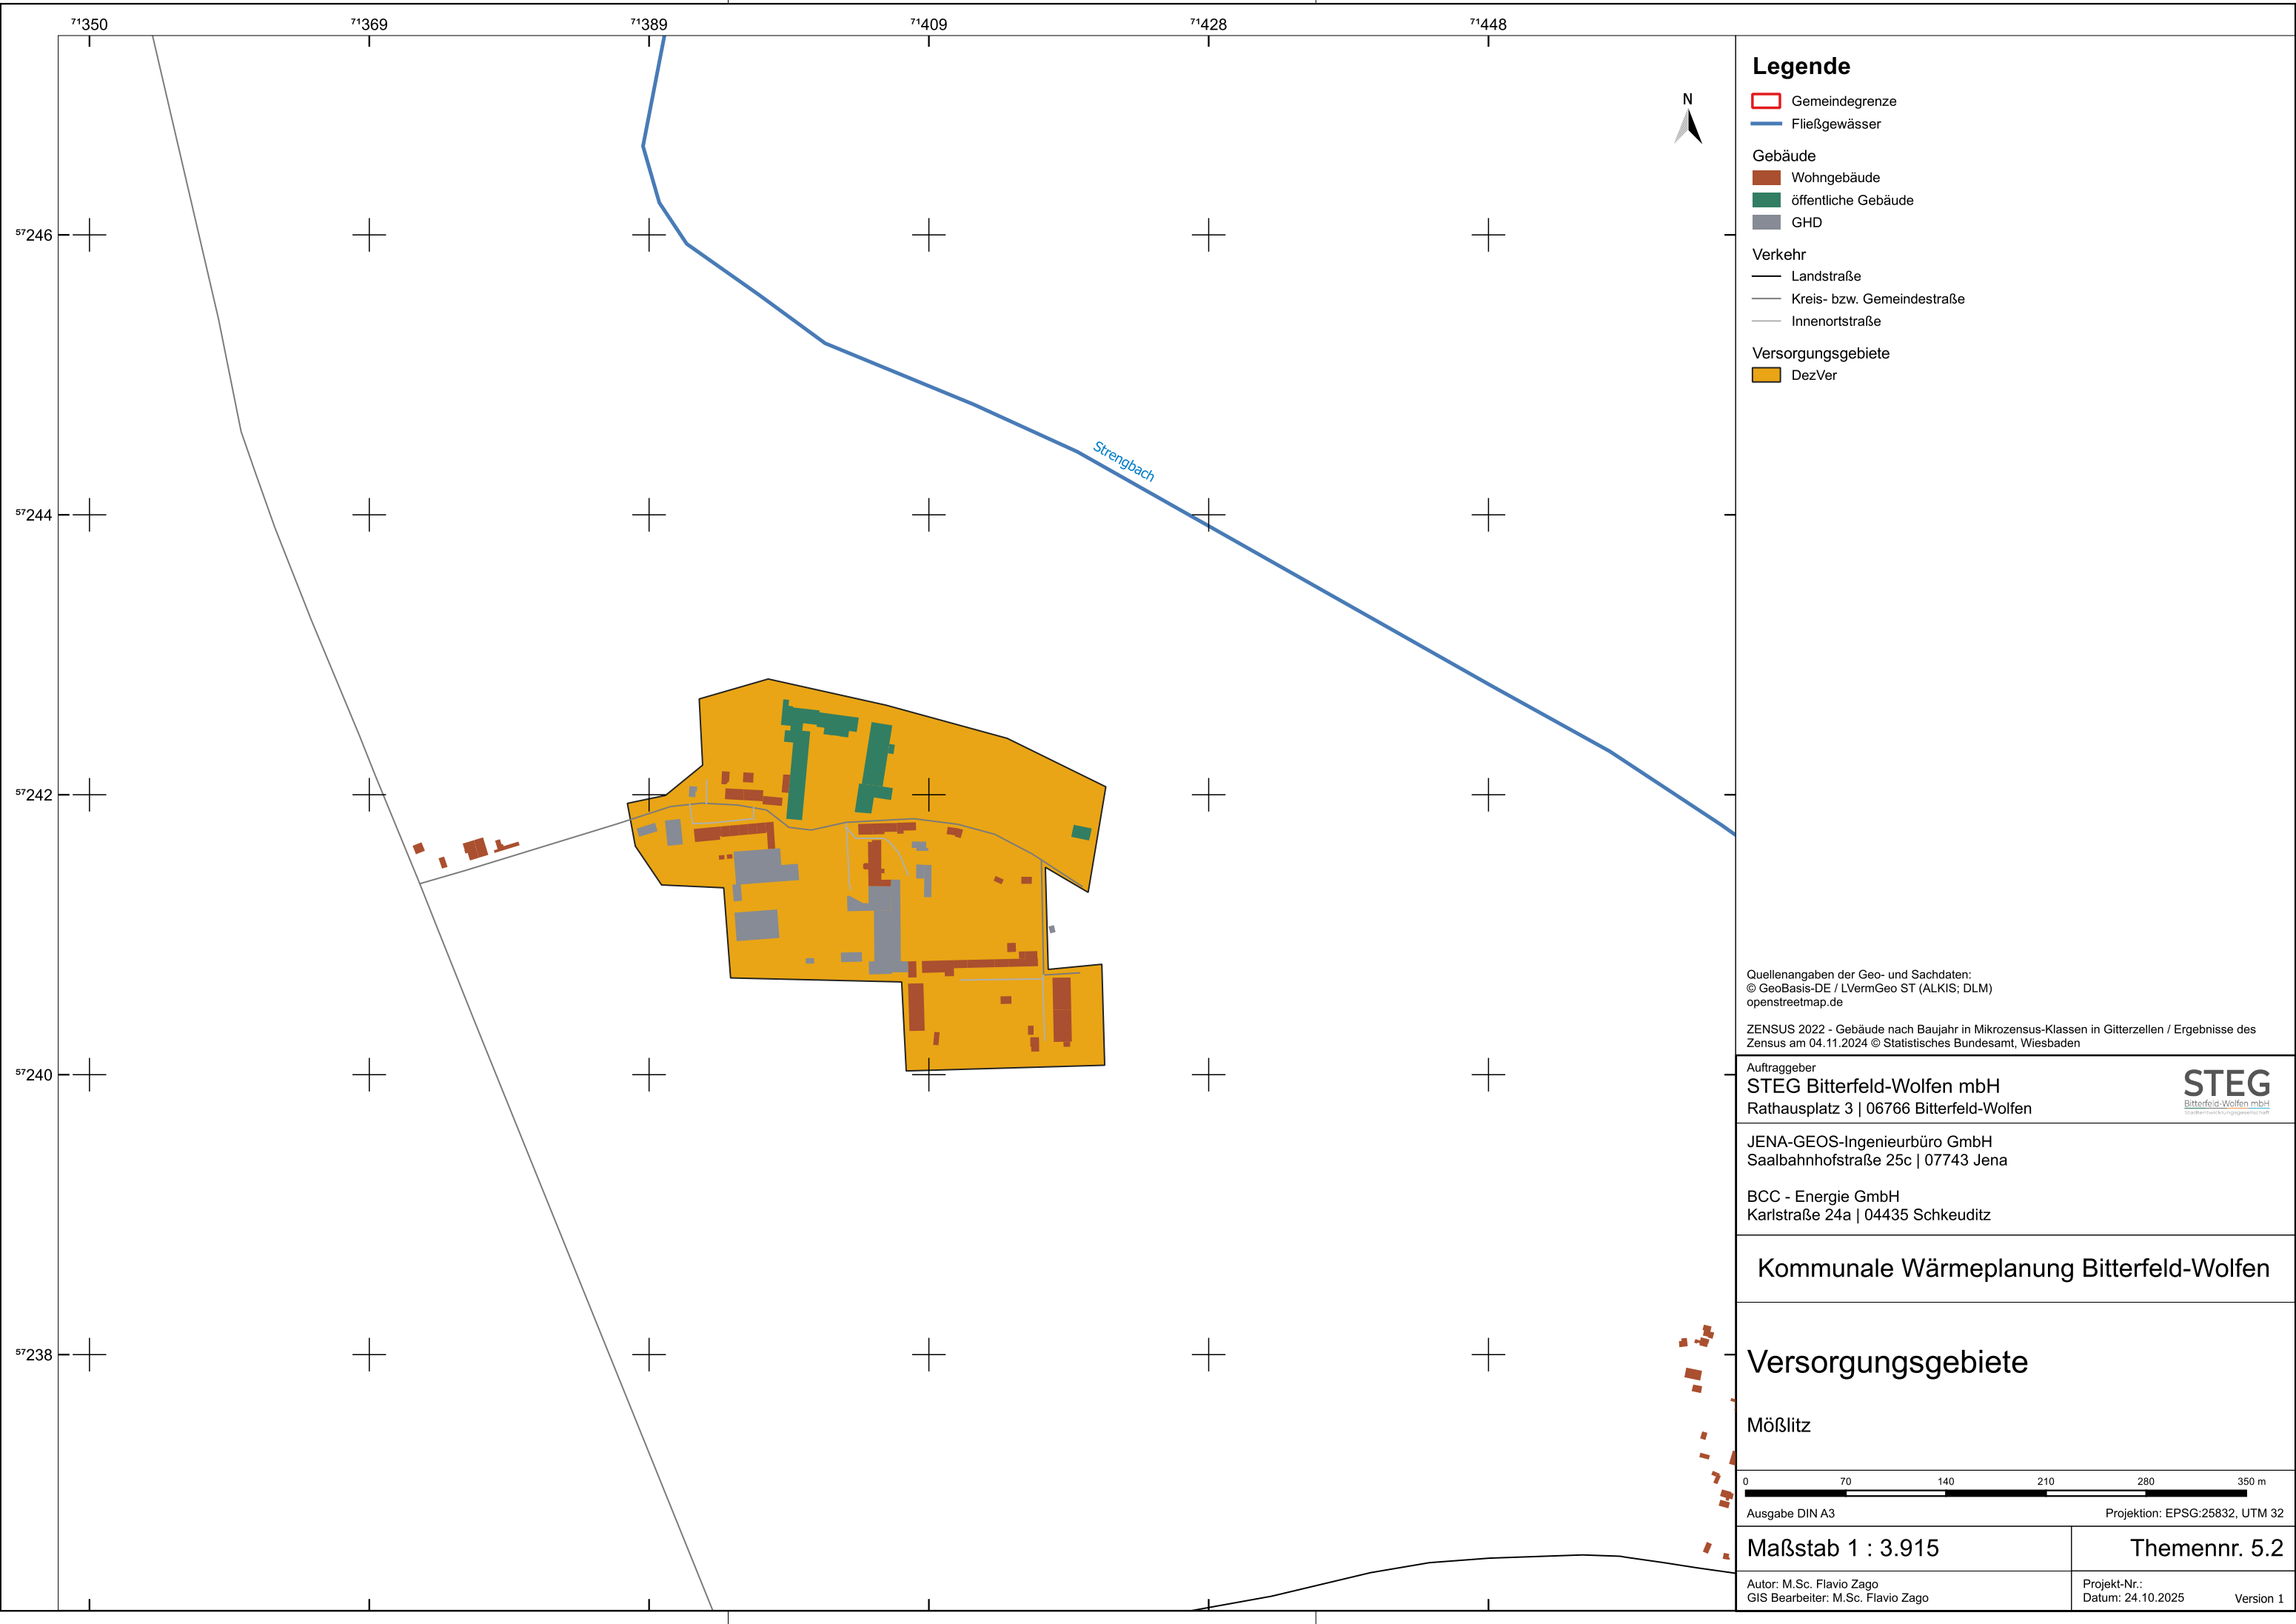 71350 71369 71389 71409 71428 71448
57246
57244
57242
57240
57238
N
Strengbach
Legende
Gemeindegrenze
Fließgewässer
Gebäude
Wohngebäude
öffentliche Gebäude
GHD
Verkehr
Landstraße
Kreis- bzw. Gemeindestraße
Innenortstraße
Versorgungsgebiete
DezVer
Quellenangaben der Geo- und Sachdaten:
© GeoBasis-DE / LVermGeo ST (ALKIS; DLM)
openstreetmap.de
ZENSUS 2022 - Gebäude nach Baujahr in Mikrozensus-Klassen in Gitterzellen / Ergebnisse des
Zensus am 04.11.2024 © Statistisches Bundesamt, Wiesbaden
Auftraggeber
STEG Bitterfeld-Wolfen mbH
Rathausplatz 3 | 06766 Bitterfeld-Wolfen
STEG
Bitterfeld-Wolfen mbH
Stadtentwicklungsgesellschaft
JENA-GEOS-Ingenieurbüro GmbH
Saalbahnhofstraße 25c | 07743 Jena
BCC - Energie GmbH
Karlstraße 24a | 04435 Schkeuditz
Kommunale Wärmeplanung Bitterfeld-Wolfen
Versorgungsgebiete
Mößlitz
0 70 140 210 280 350 m
Ausgabe DIN A3 Projektion: EPSG:25832, UTM 32
Maßstab 1 : 3.915 Themennr. 5.2
Autor: M.Sc. Flavio Zago
GIS Bearbeiter: M.Sc. Flavio Zago
Projekt-Nr.:
Datum: 24.10.2025 Version 1